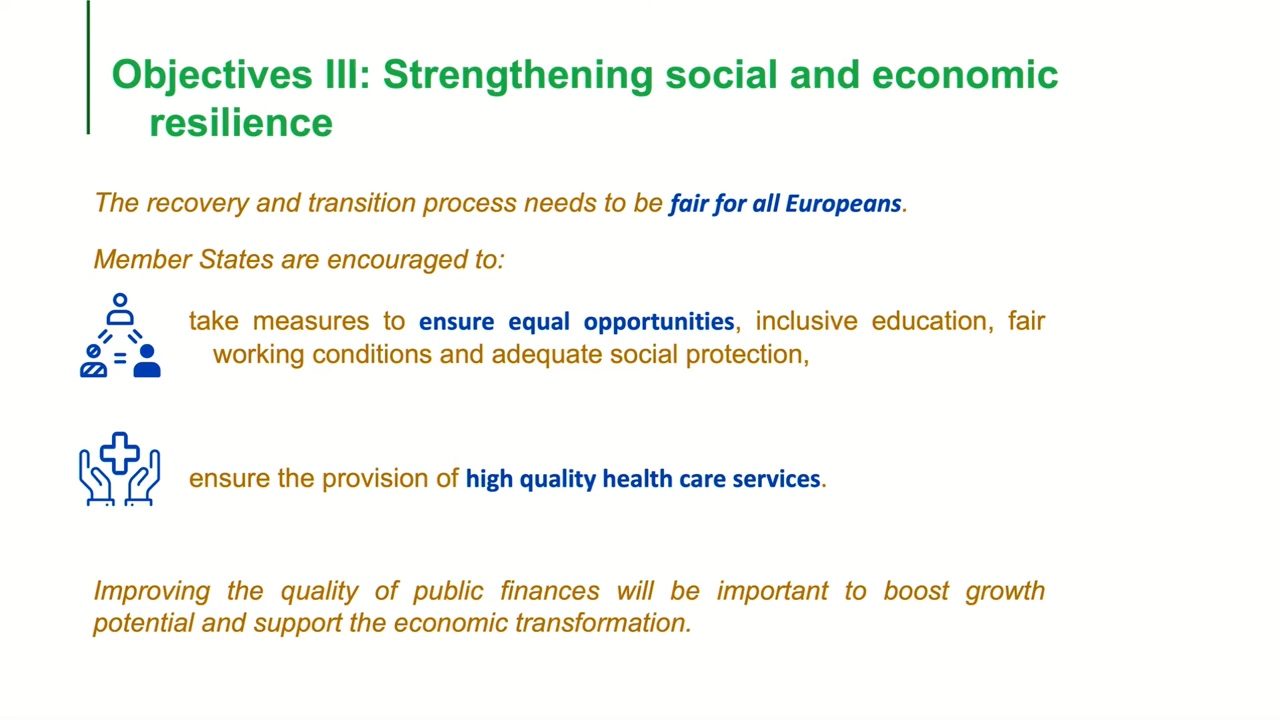 Objectives III: Strengthening social and economic
resilience
The recovery and transition process needs to be fair for all Europeans.
Member States are encouraged to:
take measures to ensure equal opportunities, inclusive education, fair
working conditions and adequate social protection,
ensure the provision of high quality health care services.
Improving the quality of public finances will be important to boost growth
potential and support the economic transformation.